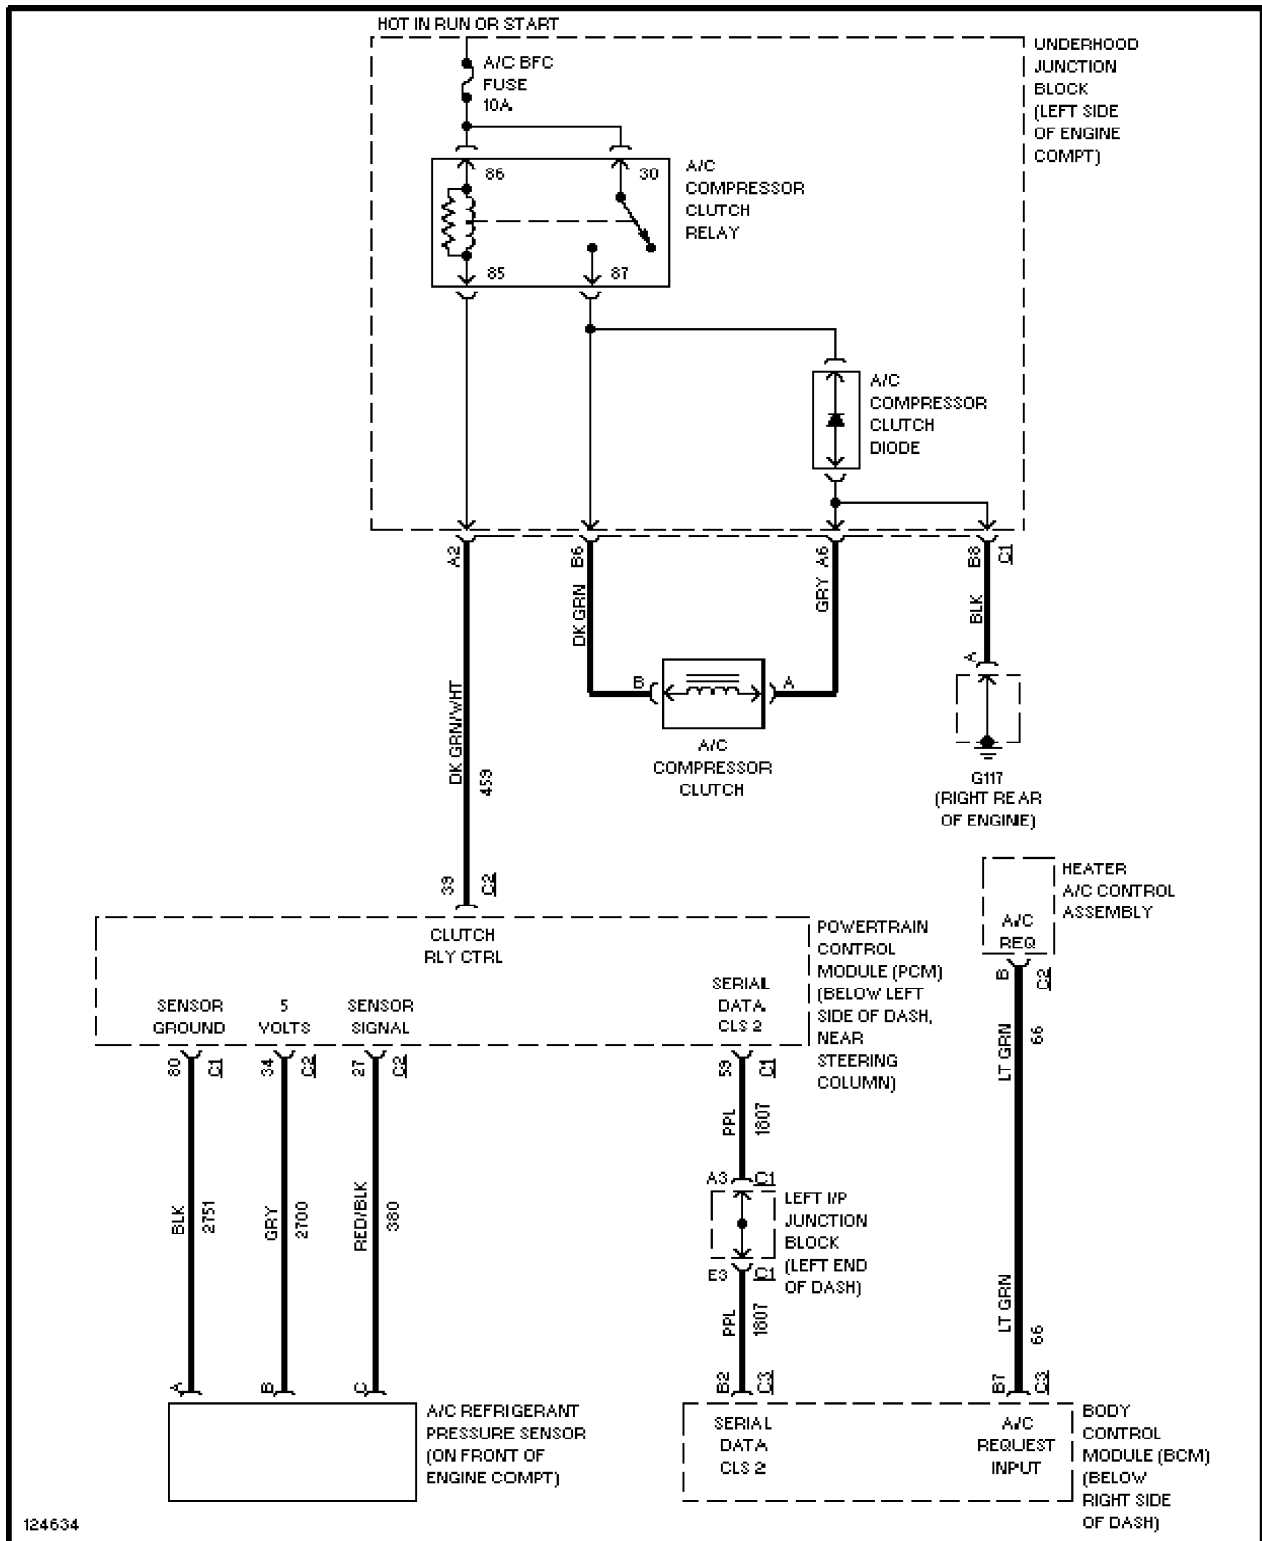 HOT IN RUN OR START
A/C BFC
FUSE
10A
UNDERHOOD
JUNCTION
BLOCK
(LEFT SIDE
OF ENGINE
COMPT)
86
30
A/C
COMPRESSOR
CLUTCH
RELAY
85
87
A/C
COMPRESSOR
CLUTCH
DIODE
A2
B6
A6
B8
C1
DK GRN
GRY
BLK
B
A
A
A/C
COMPRESSOR
CLUTCH
G117
(RIGHT REAR
OF ENGINE)
DK GRN/WHT
459
39
C2
HEATER
A/C CONTROL
ASSEMBLY
A/C
REQ
B
C2
CLUTCH
RLY CTRL
POWERTRAIN
CONTROL
MODULE (PCM)
(BELOW LEFT
SIDE OF DASH,
NEAR
STEERING
COLUMN)
SENSOR
GROUND
5
VOLTS
SENSOR
SIGNAL
SERIAL
DATA
CLS 2
80
C1
34
C2
27
C2
59
C1
LT GRN
66
PPL
1807
BLK
2751
GRY
2700
RED/BLK
380
A3
C1
LEFT I/P
JUNCTION
BLOCK
(LEFT END
OF DASH)
E3
C1
PPL
1807
LT GRN
66
A
B
C
B2
C3
B7
C3
A/C REFRIGERANT
PRESSURE SENSOR
(ON FRONT OF
ENGINE COMPT)
SERIAL
DATA
CLS 2
A/C
REQUEST
INPUT
BODY
CONTROL
MODULE (BCM)
(BELOW
RIGHT SIDE
OF DASH)
124634